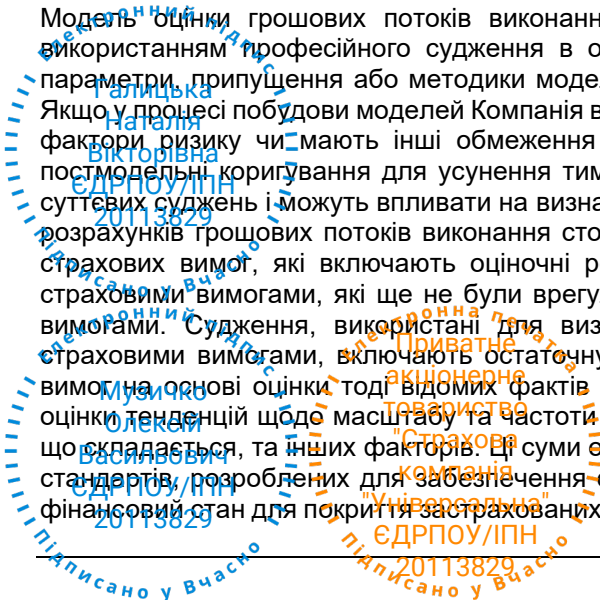 Модель оцінки грошових потоків виконанн
використанням професійного судження в о
параметри, припущення або методики моде
Якщо у процесі побудови моделей Компанія в
фактори ризику чи мають інші обмеження
постмодельні коригування для усунення тим
суттєвих суджень і можуть впливати на визна
розрахунків грошових потоків виконання сто
страхових вимог, які включають оціночні р
страховими вимогами, які ще не були врегу
вимогами. Судження, використані для виз
страховими вимогами, включають остаточну
вимог на основі оцінки тоді відомих фактів
оцінки тенденцій щодо масштабу та частоти
що складається, та інших факторів. Ці суми с
стандартів, розроблених для забезпечення
фінансовий стан для покриття застрахованих
Електронний підпис
Галицька
Наталія
Вікторівна
ЄДРПОУ/ІПН
20113829
Підписано у Вчасно
Електронний підпис
Музичко
Олексій
Васильович
ЄДРПОУ/ІПН
20113829
Підписано у Вчасно
Електронна печатка
Приватне
акціонерне
товариство
"Страхова
компанія
"Універсальна"
ЄДРПОУ/ІПН
20113829
Підписано у Вчасно